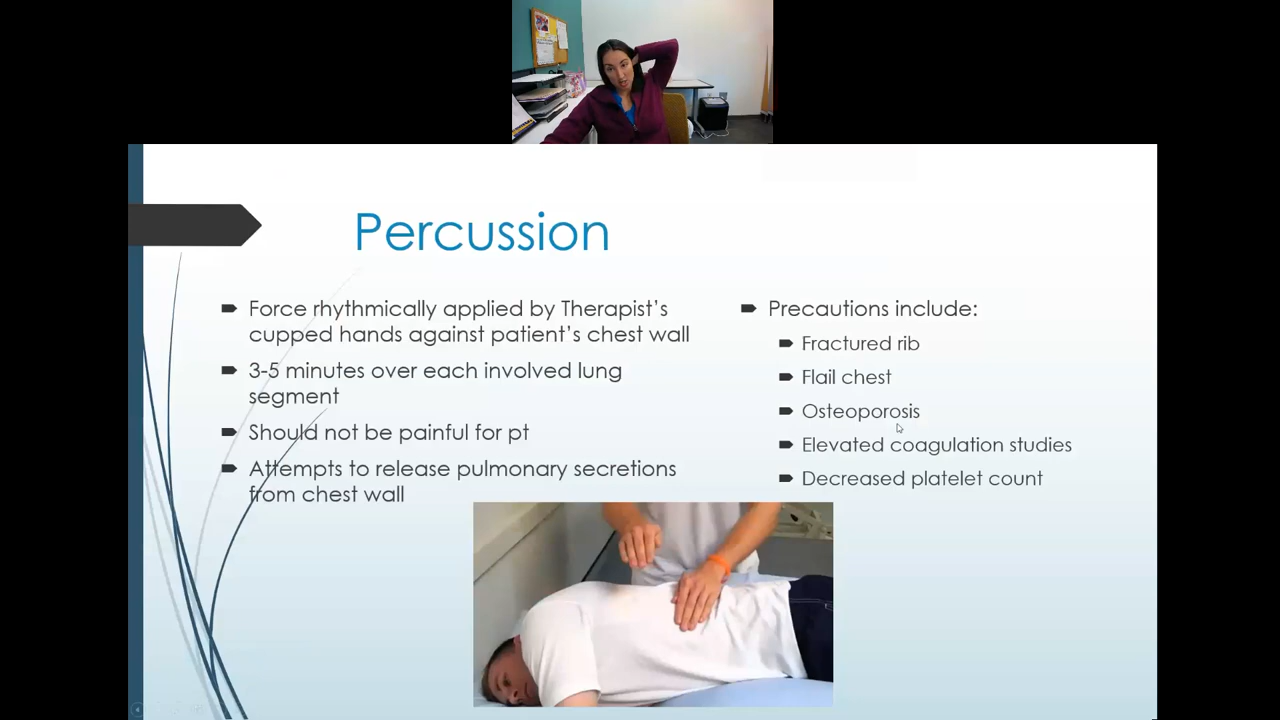 Percussion
Force rhythmically applied by Therapist's
cupped hands against patient's chest wall
3-5 minutes over each involved lung
segment
Should not be painful for pt
Attempts to release pulmonary secretions
from chest wall
Precautions include:
Fractured rib
Flail chest
Osteoporosis
Elevated coagulation studies
Decreased platelet count